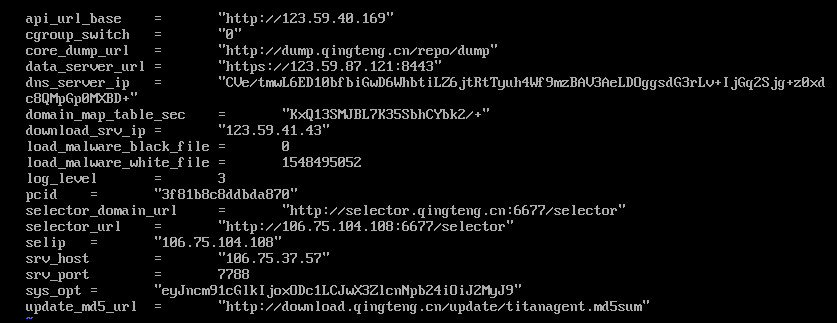 api_url_base = "http://123.59.40.169"
cgroup_switch = "0"
core_dump_url = "http://dump.qingteng.cn/repo/dump"
data_server_url = "https://123.59.87.121:8443"
dns_server_ip = "CVe/tmwL6ED10bfbiGwD6WhbtiLZ6jtRtTyuh4Wf9mzBAV3AeLDOggsdG3rLv+IjGq2Sjg+z0xd
c8QMpGp0MXBD+"
domain_map_table_sec = "KxQ13SMJBL7K35SbhCYbk2/+"
download_srv_ip = "123.59.41.43"
load_malware_black_file = 0
load_malware_white_file = 1548495052
log_level = 3
pcid = "3f81b8c8ddbda870"
selector_domain_url = "http://selector.qingteng.cn:6677/selector"
selector_url = "http://106.75.104.108:6677/selector"
selip = "106.75.104.108"
srv_host = "106.75.37.57"
srv_port = 7788
sys_opt = "eyJncm91cGlkIjoxODc1LCJwX3ZlcnNpb24iOiJ2MyJ9"
update_md5_url = "http://download.qingteng.cn/update/titanagent.md5sum"
~